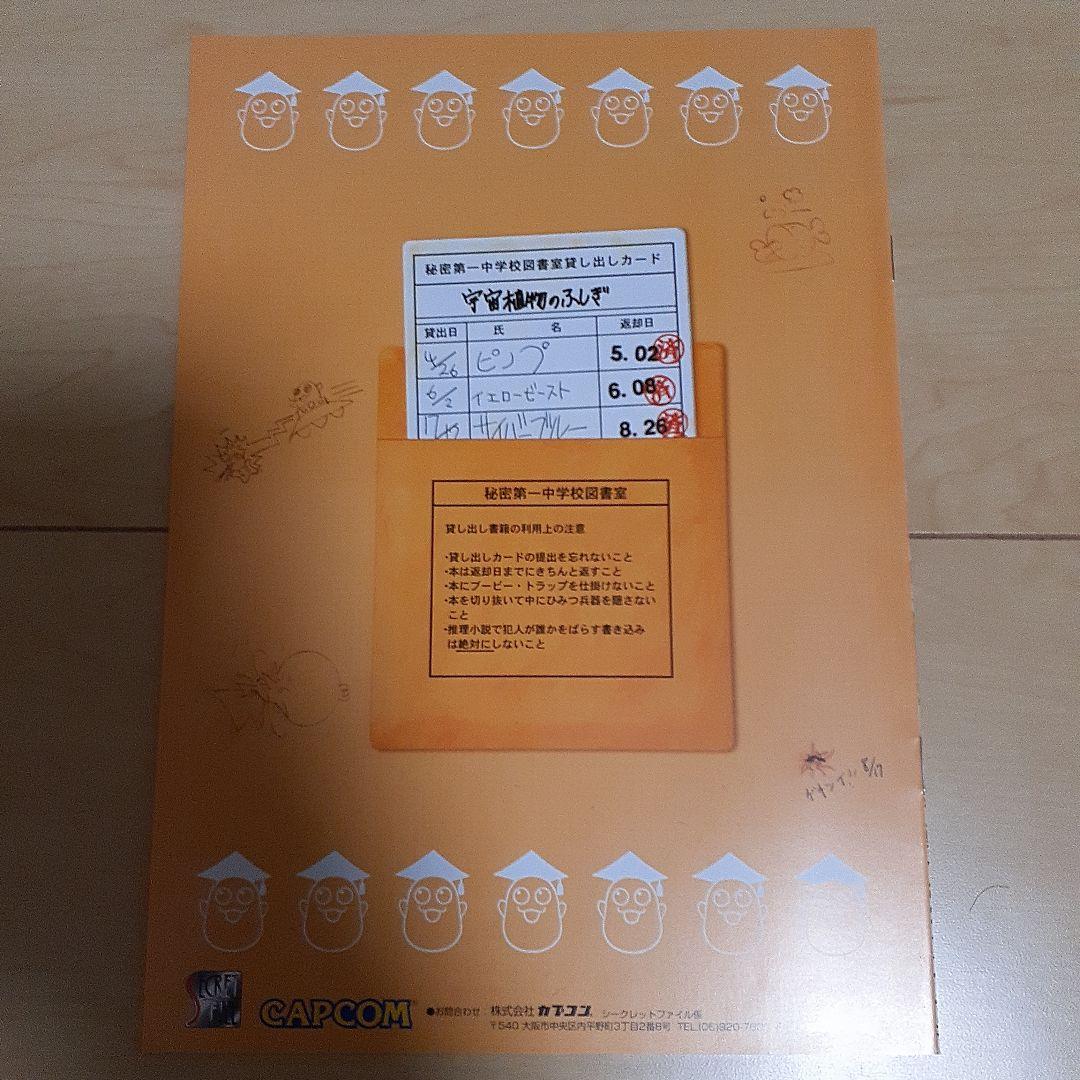 秘密第一中学校図書室貸し出しカード
宇宙植物のふしぎ
貸出日 氏 名 返却日
4/26 ピンプ 5. 02 済
6/2 イエローゼースト 6. 08 済
サイバーブルー 8. 26 済
秘密第一中学校図書室
貸し出し書籍の利用上の注意
・貸し出しカードの提出を忘れないこと
・本は返却日までにきちんと返すこと
・本にブービー・トラップを仕掛けないこと
・本を切り抜いて中にひみつ兵器を隠さない
こと
・推理小説で犯人が誰かをばらす書き込み
は絶対にしないこと
8/17
SECRET FILE
CAPCOM ●お問合わせ：株式会社カプコン シークレットファイル係
〒540 大阪市中央区内平野町3丁目2番8号 TEL(06)920-760